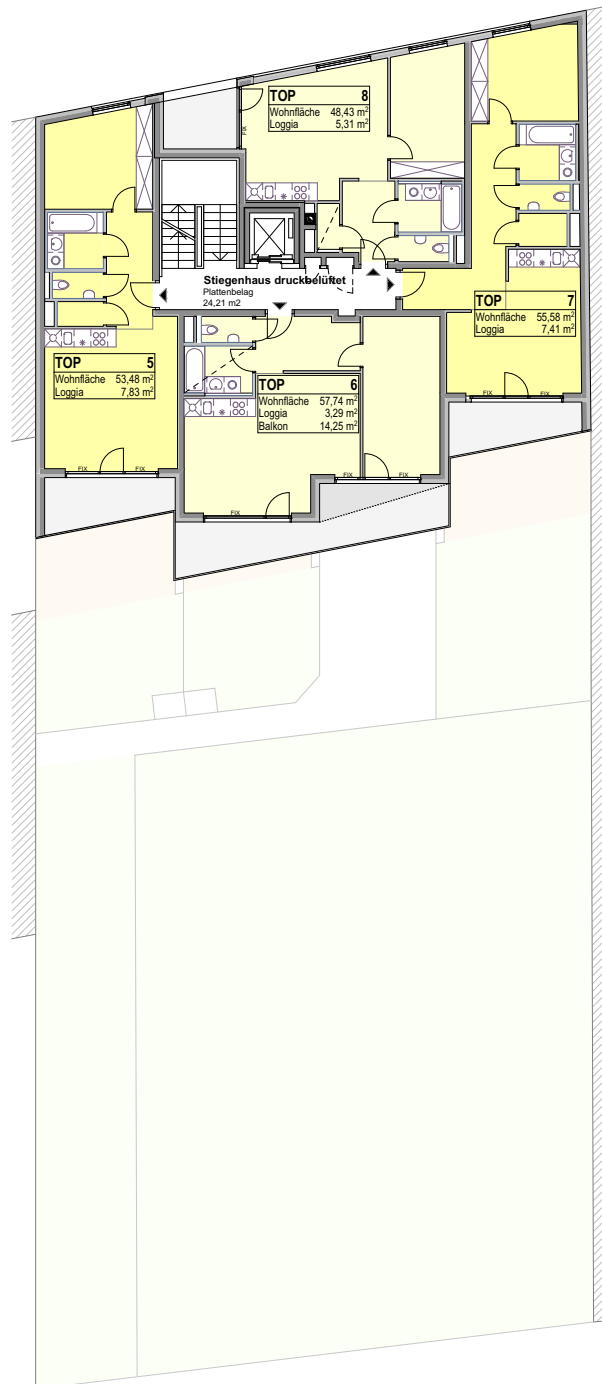 TOP 8
Wohnfläche 48,43 m²
Loggia 5,31 m²
FIX
Stiegenhaus druckbelüftet
Plattenbelag
24,21 m2
TOP 7
Wohnfläche 55,58 m²
Loggia 7,41 m²
TOP 5
Wohnfläche 53,48 m²
Loggia 7,83 m²
TOP 6
Wohnfläche 57,74 m²
Loggia 3,29 m²
Balkon 14,25 m²
FIX FIX
FIX FIX
FIX FIX
FIX